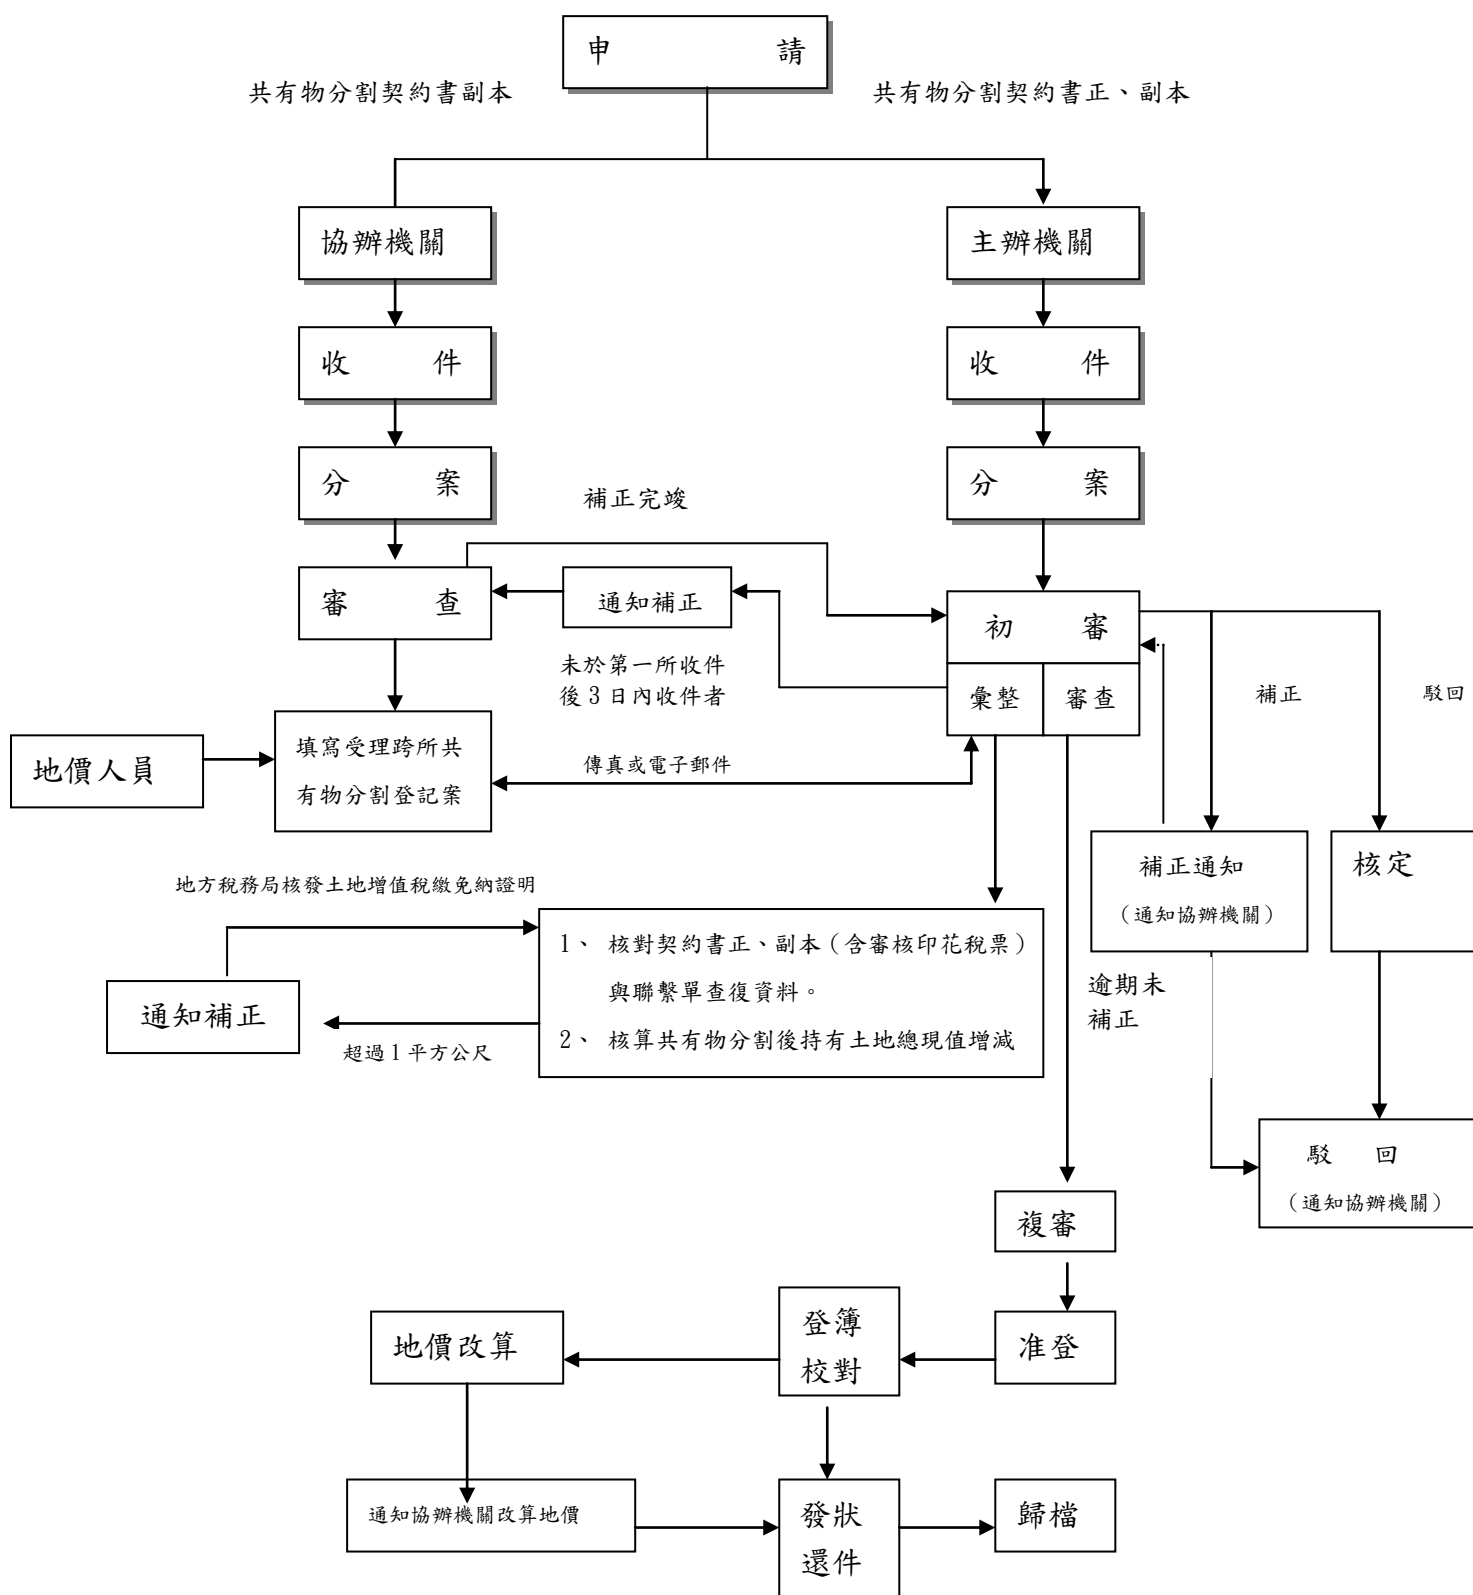 申　　請
共有物分割契約書副本
共有物分割契約書正、副本
協辦機關
主辦機關
收　　件
收　　件
分　　案
分　　案
補正完竣
審　　查
通知補正
初　　審
未於第一所收件
後3日內收件者
彙整
審查
補正
駁回
地價人員
填寫受理跨所共
有物分割登記案
傳真或電子郵件
補正通知
（通知協辦機關）
核定
地方稅務局核發土地增值稅繳免納證明
1、 核對契約書正、副本（含審核印花稅票）
與聯繫單查復資料。
2、 核算共有物分割後持有土地總現值增減
通知補正
超過1平方公尺
逾期未
補正
駁　回
（通知協辦機關）
複審
地價改算
登簿
校對
准登
通知協辦機關改算地價
發狀
還件
歸檔